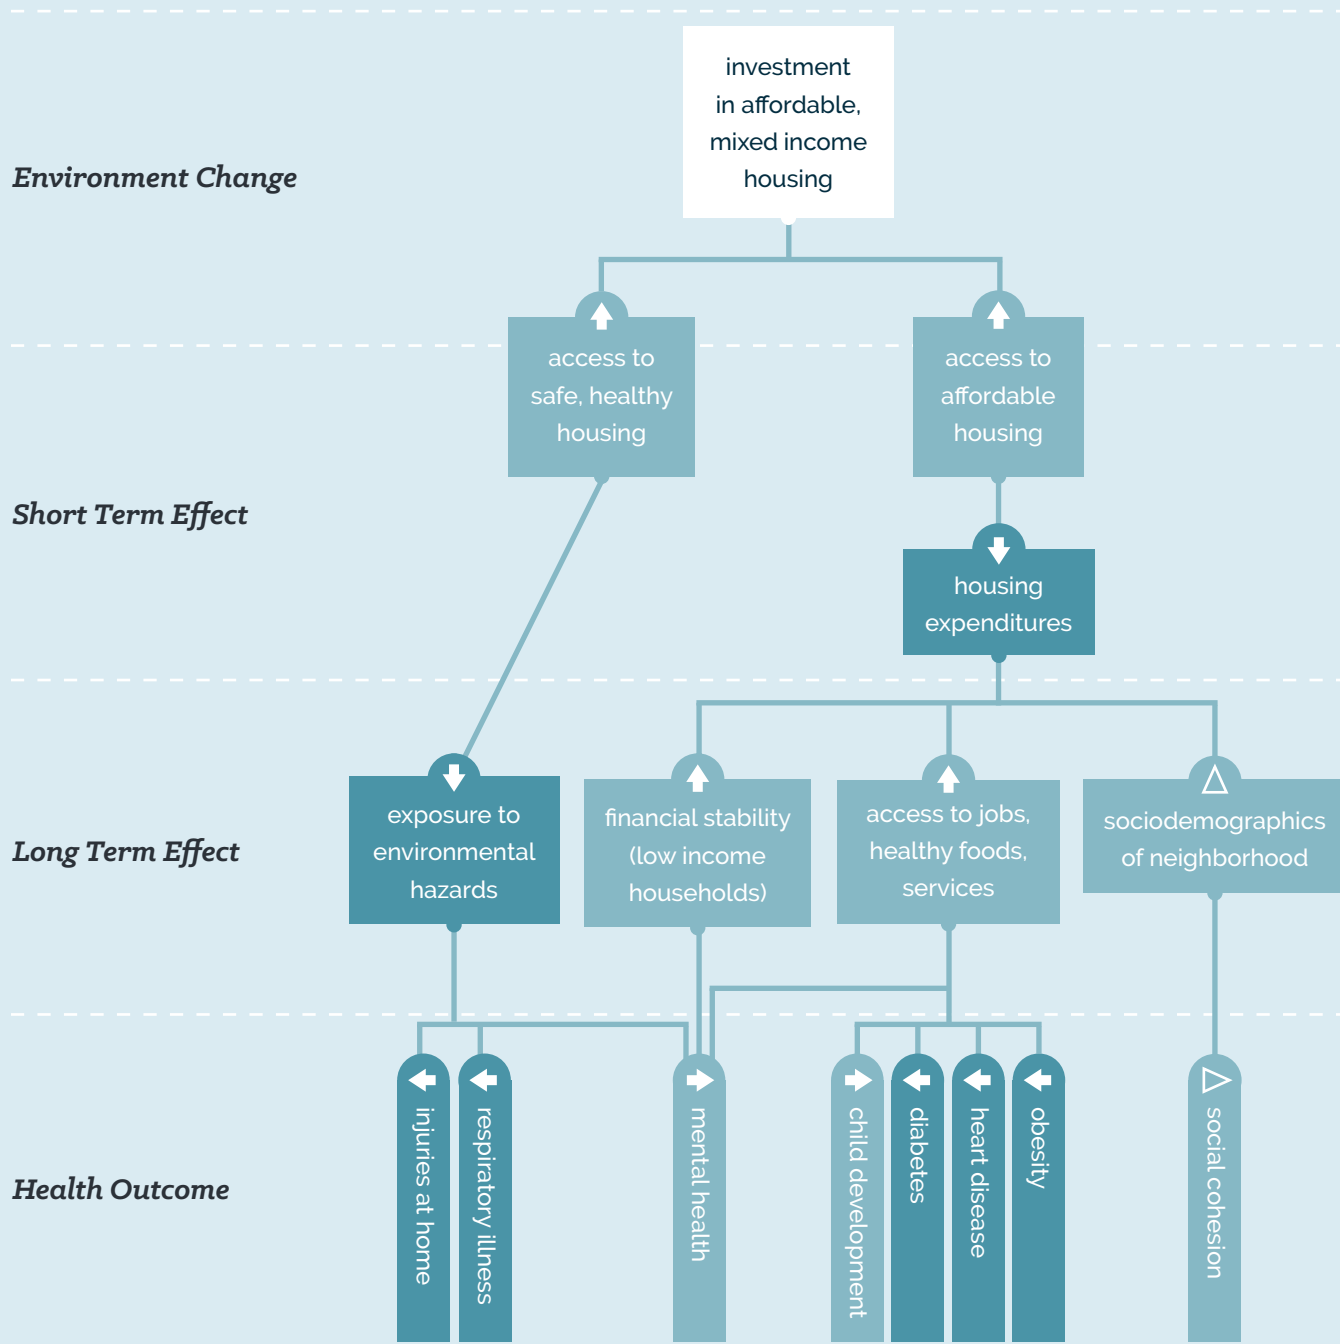 investment
in affordable,
mixed income
housing
Environment Change
access to
safe, healthy
housing
access to
affordable
housing
Short Term Effect
housing
expenditures
exposure to
environmental
hazards
financial stability
(low income
households)
access to jobs,
healthy foods,
services
sociodemographics
of neighborhood
Long Term Effect
Health Outcome
injuries at home
respiratory illness
mental health
child development
diabetes
heart disease
obesity
social cohesion